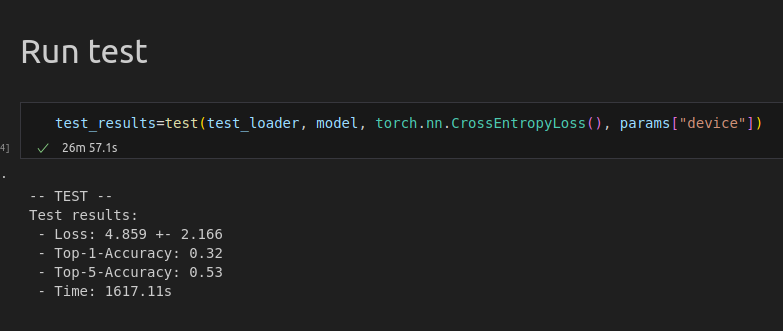 Run test
test_results=test(test_loader, model, torch.nn.CrossEntropyLoss(), params["device"])
4]
✓ 26m 57.1s
.
-- TEST --
Test results:
- Loss: 4.859 +- 2.166
- Top-1-Accuracy: 0.32
- Top-5-Accuracy: 0.53
- Time: 1617.11s